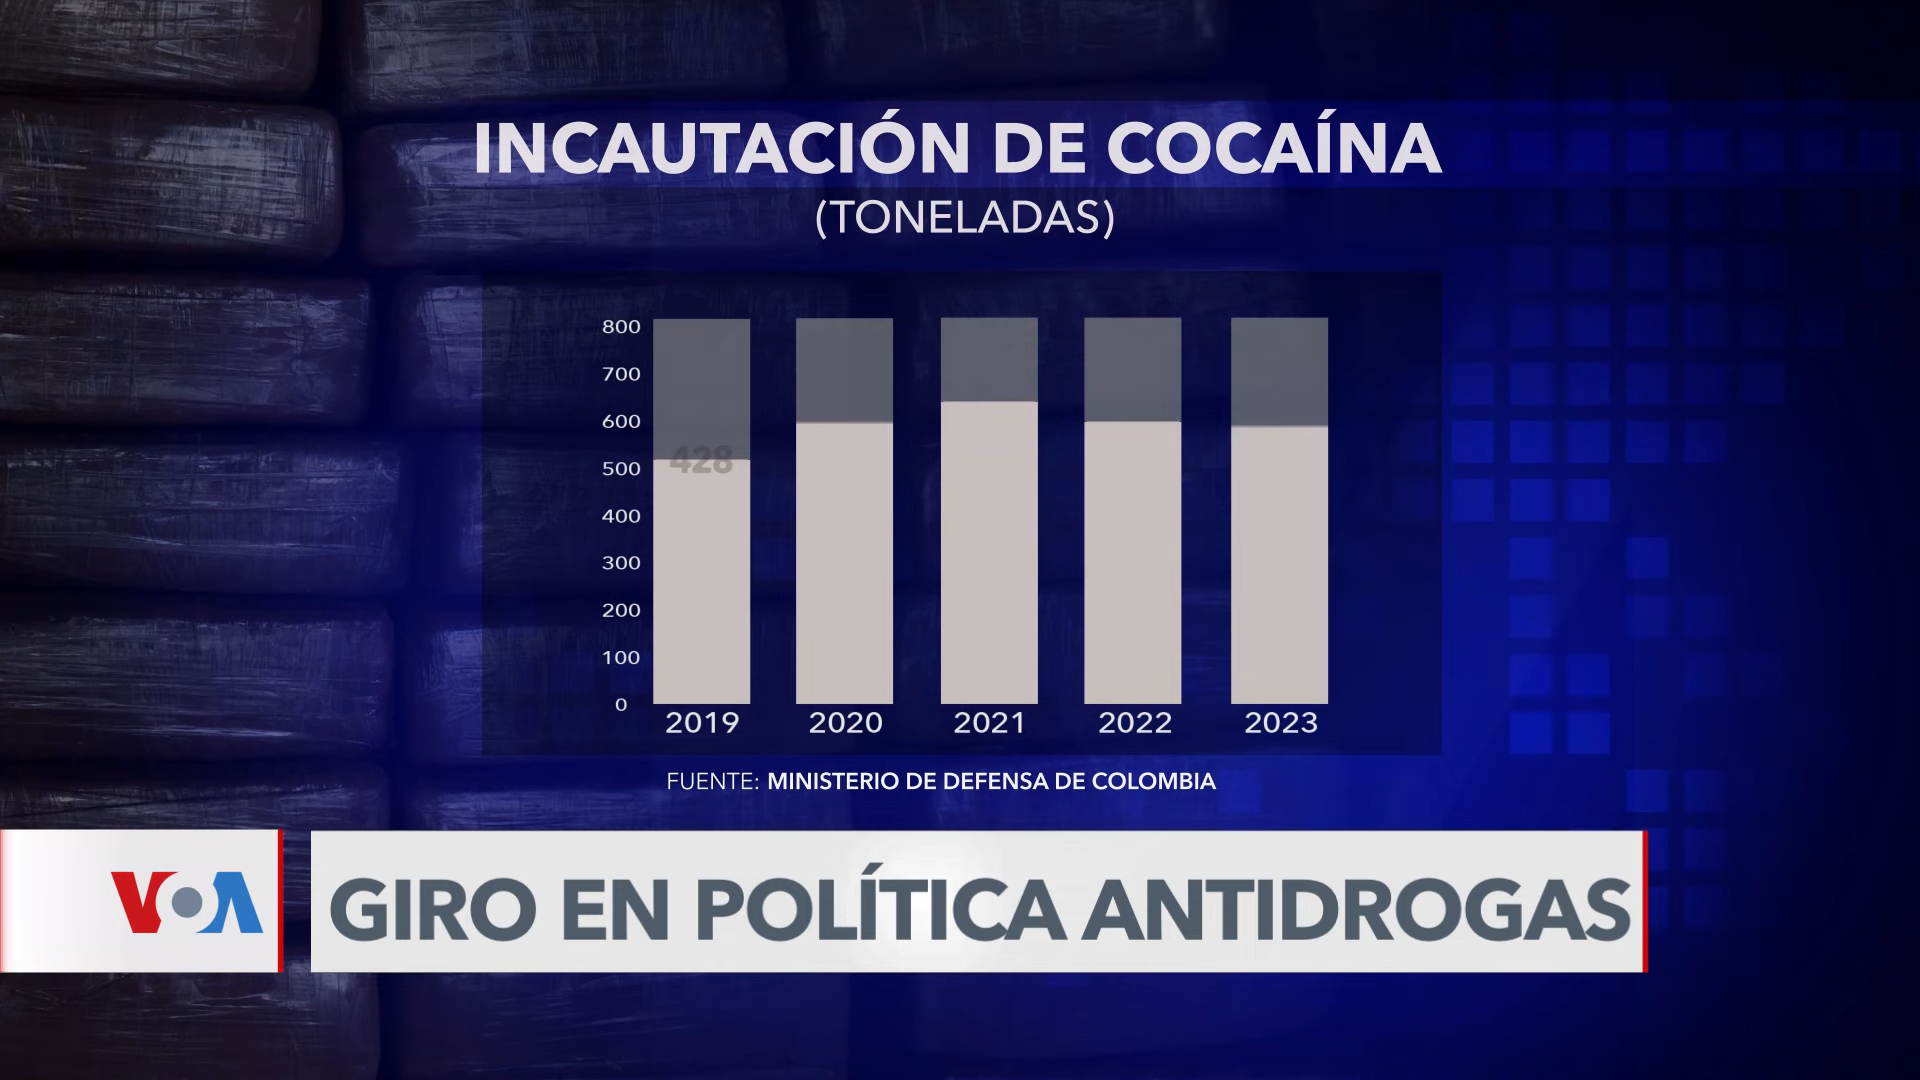 INCAUTACIÓN DE COCAÍNA
(TONELADAS)
800
700
600
500
400
300
200
100
0
428
2019 2020 2021 2022 2023
FUENTE: MINISTERIO DE DEFENSA DE COLOMBIA
VOA
GIRO EN POLÍTICA ANTIDROGAS